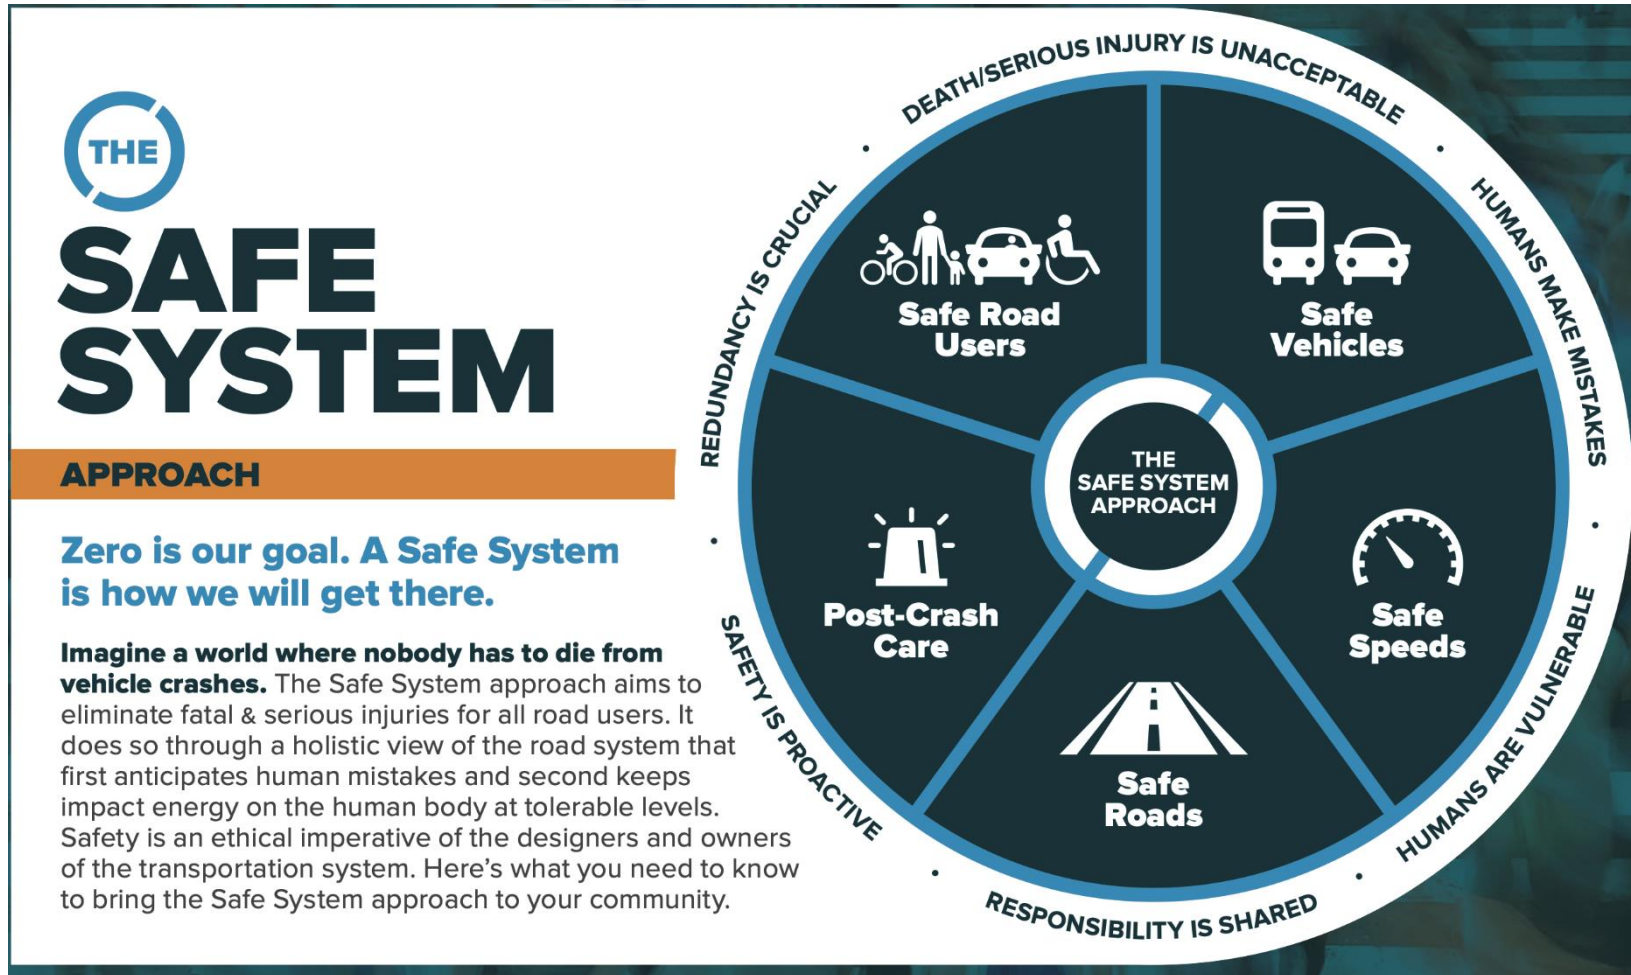 THE
SAFE
SYSTEM
APPROACH
Zero is our goal. A Safe System
is how we will get there.
Imagine a world where nobody has to die from
vehicle crashes. The Safe System approach aims to
eliminate fatal & serious injuries for all road users. It
does so through a holistic view of the road system that
first anticipates human mistakes and second keeps
impact energy on the human body at tolerable levels.
Safety is an ethical imperative of the designers and owners
of the transportation system. Here’s what you need to know
to bring the Safe System approach to your community.
DEATH/SERIOUS INJURY IS UNACCEPTABLE
HUMANS MAKE MISTAKES
HUMANS ARE VULNERABLE
RESPONSIBILITY IS SHARED
SAFETY IS PROACTIVE
REDUNDANCY IS CRUCIAL
Safe Road
Users
Safe
Vehicles
Safe
Speeds
Safe
Roads
Post-Crash
Care
THE
SAFE SYSTEM
APPROACH